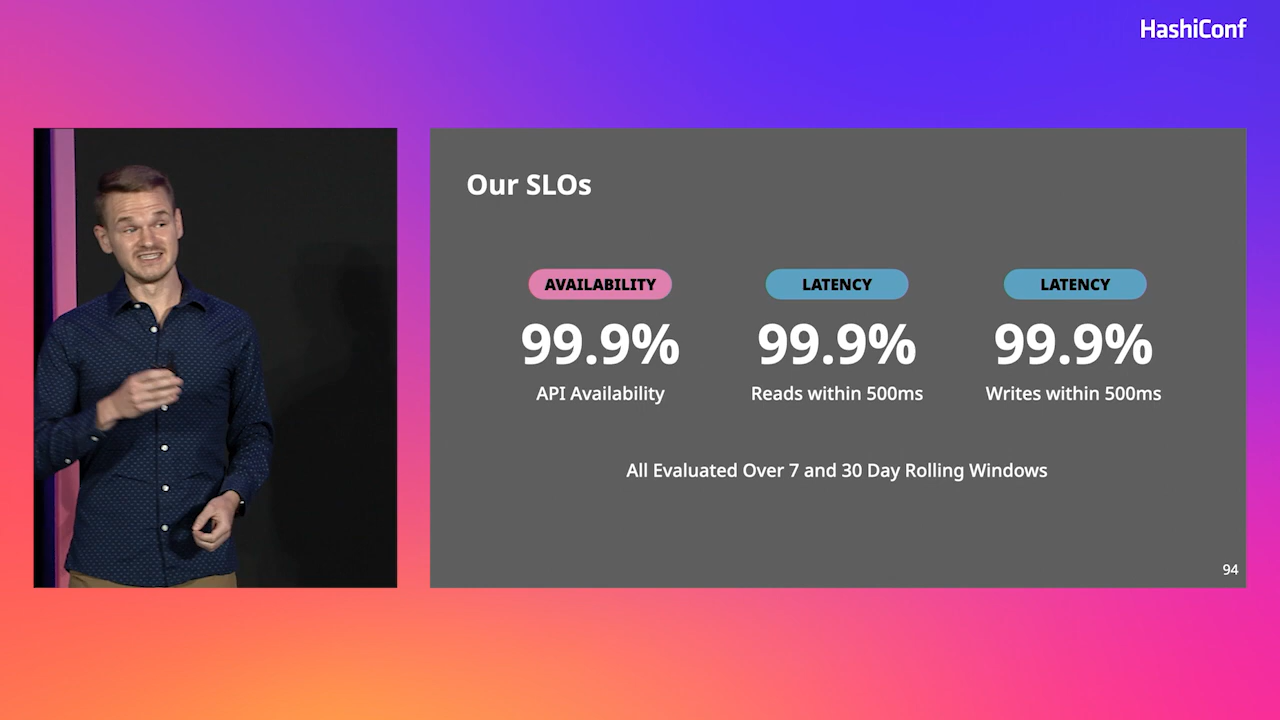 HashiConf
Our SLOs
AVAILABILITY
99.9%
API Availability
LATENCY
99.9%
Reads within 500ms
LATENCY
99.9%
Writes within 500ms
All Evaluated Over 7 and 30 Day Rolling Windows
94